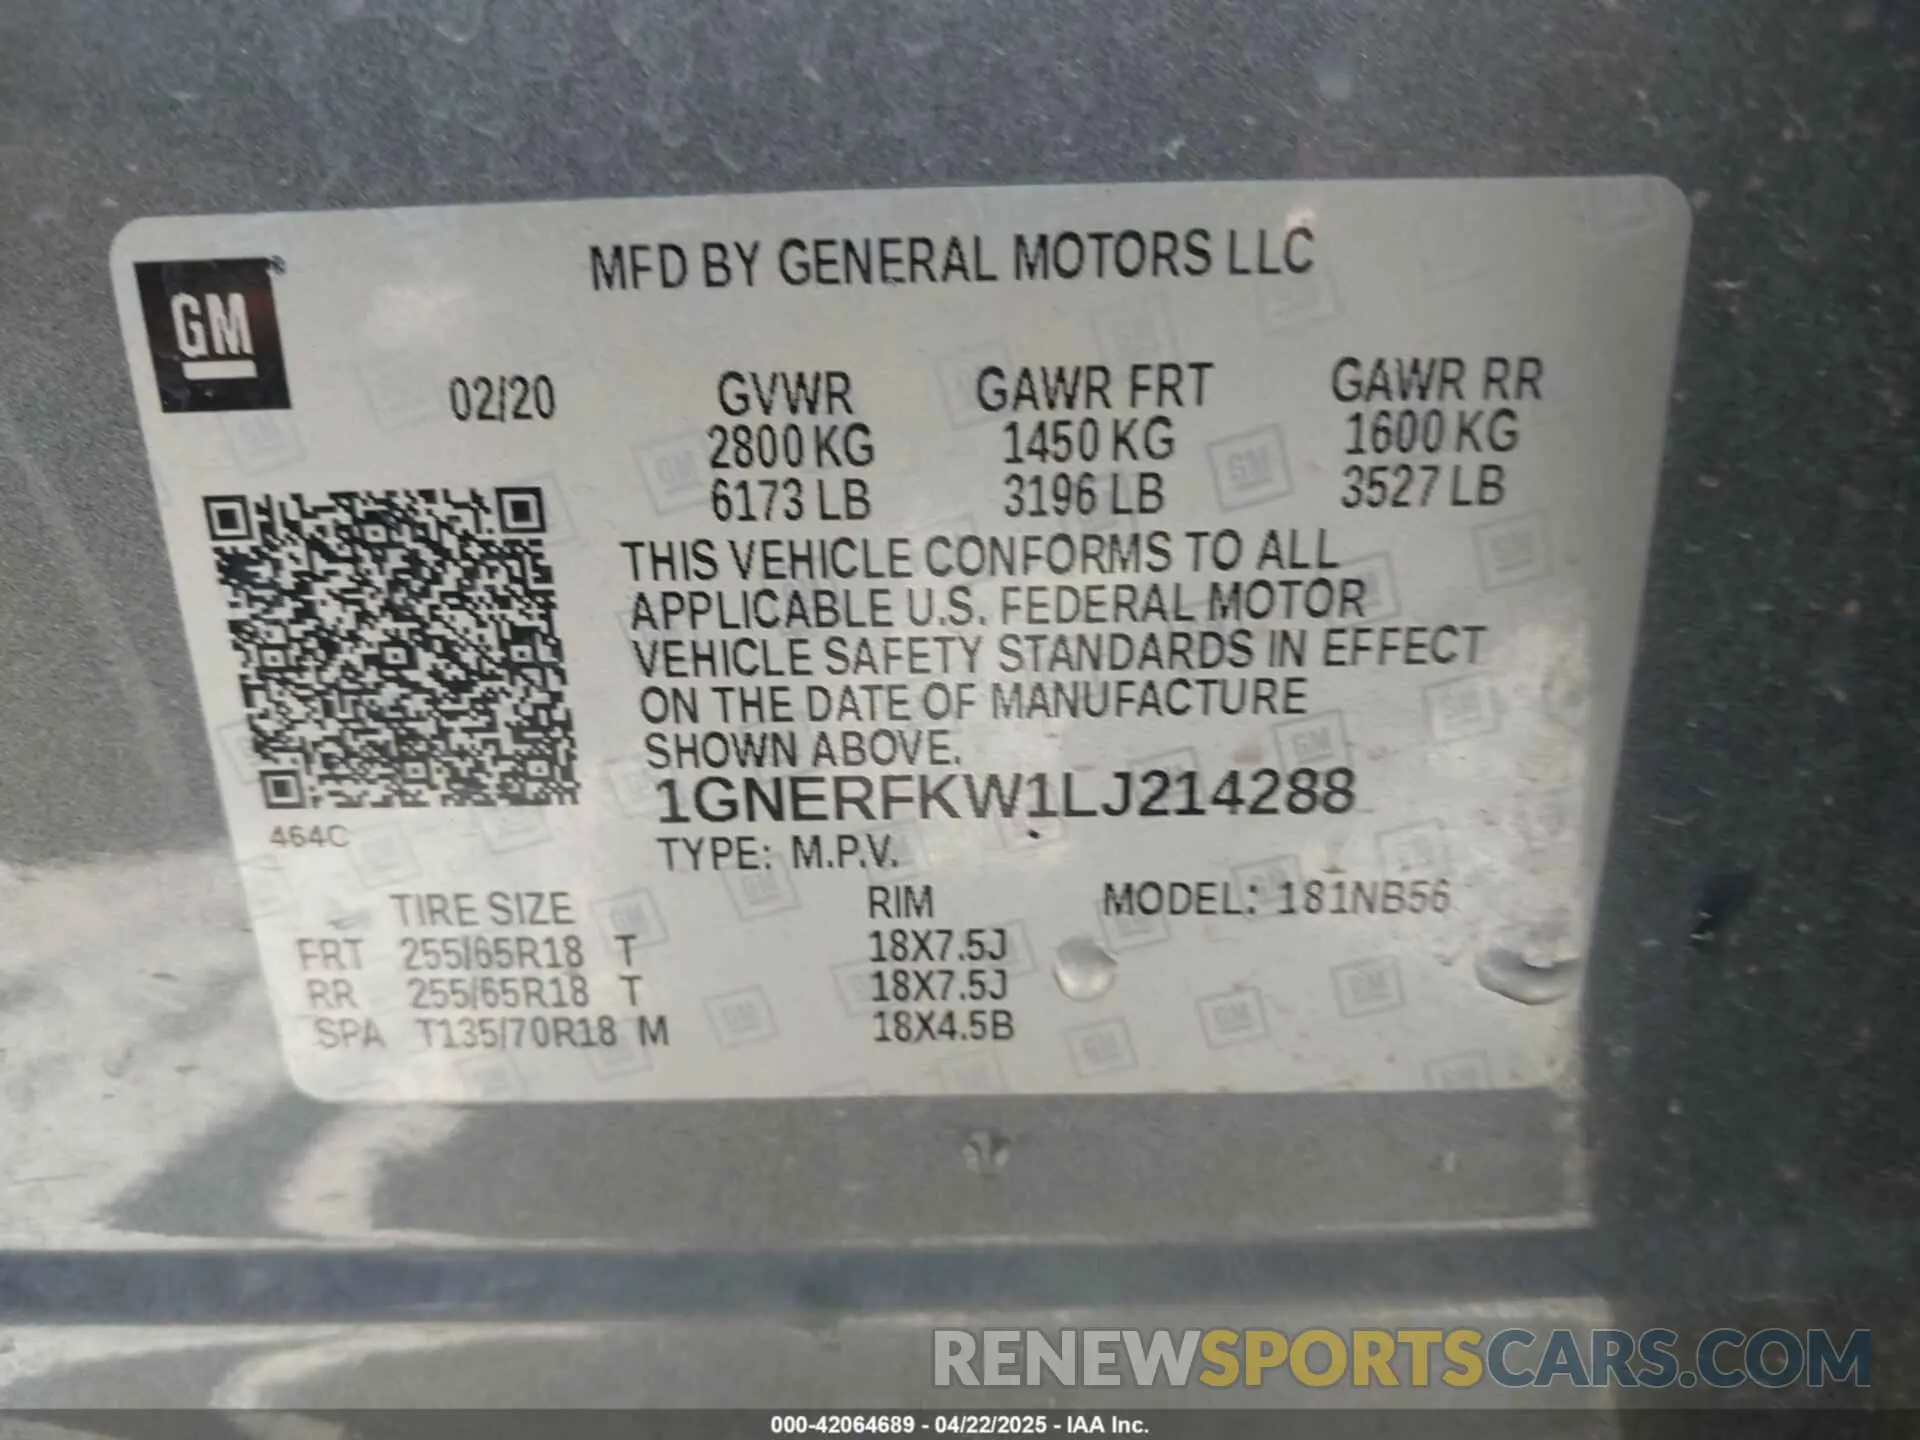 GM
MFD BY GENERAL MOTORS LLC
02/20 GVWR GAWR FRT GAWR RR
2800 KG 1450 KG 1600 KG
6173 LB 3196 LB 3527 LB
THIS VEHICLE CONFORMS TO ALL
APPLICABLE U.S. FEDERAL MOTOR
VEHICLE SAFETY STANDARDS IN EFFECT
ON THE DATE OF MANUFACTURE
SHOWN ABOVE.
1GNERFKW1LJ214288
464C
TYPE: M.P.V.
TIRE SIZE RIM MODEL: 181NB56
FRT 255/65R18 T 18X7.5J
RR 255/65R18 T 18X7.5J
SPA T135/70R18 M 18X4.5B
RENEWSPORTSCARS.COM
000-42064689 - 04/22/2025 - IAA Inc.